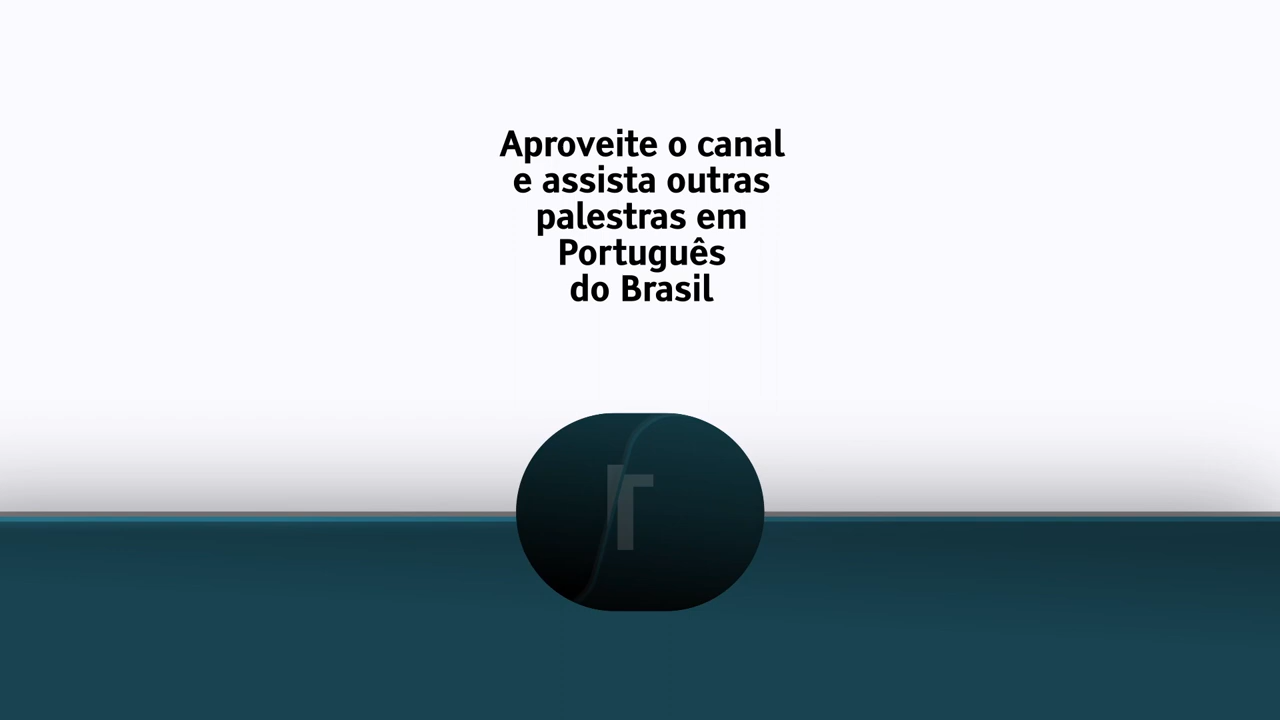 Aproveite o canal
e assista outras
palestras em
Português
do Brasil